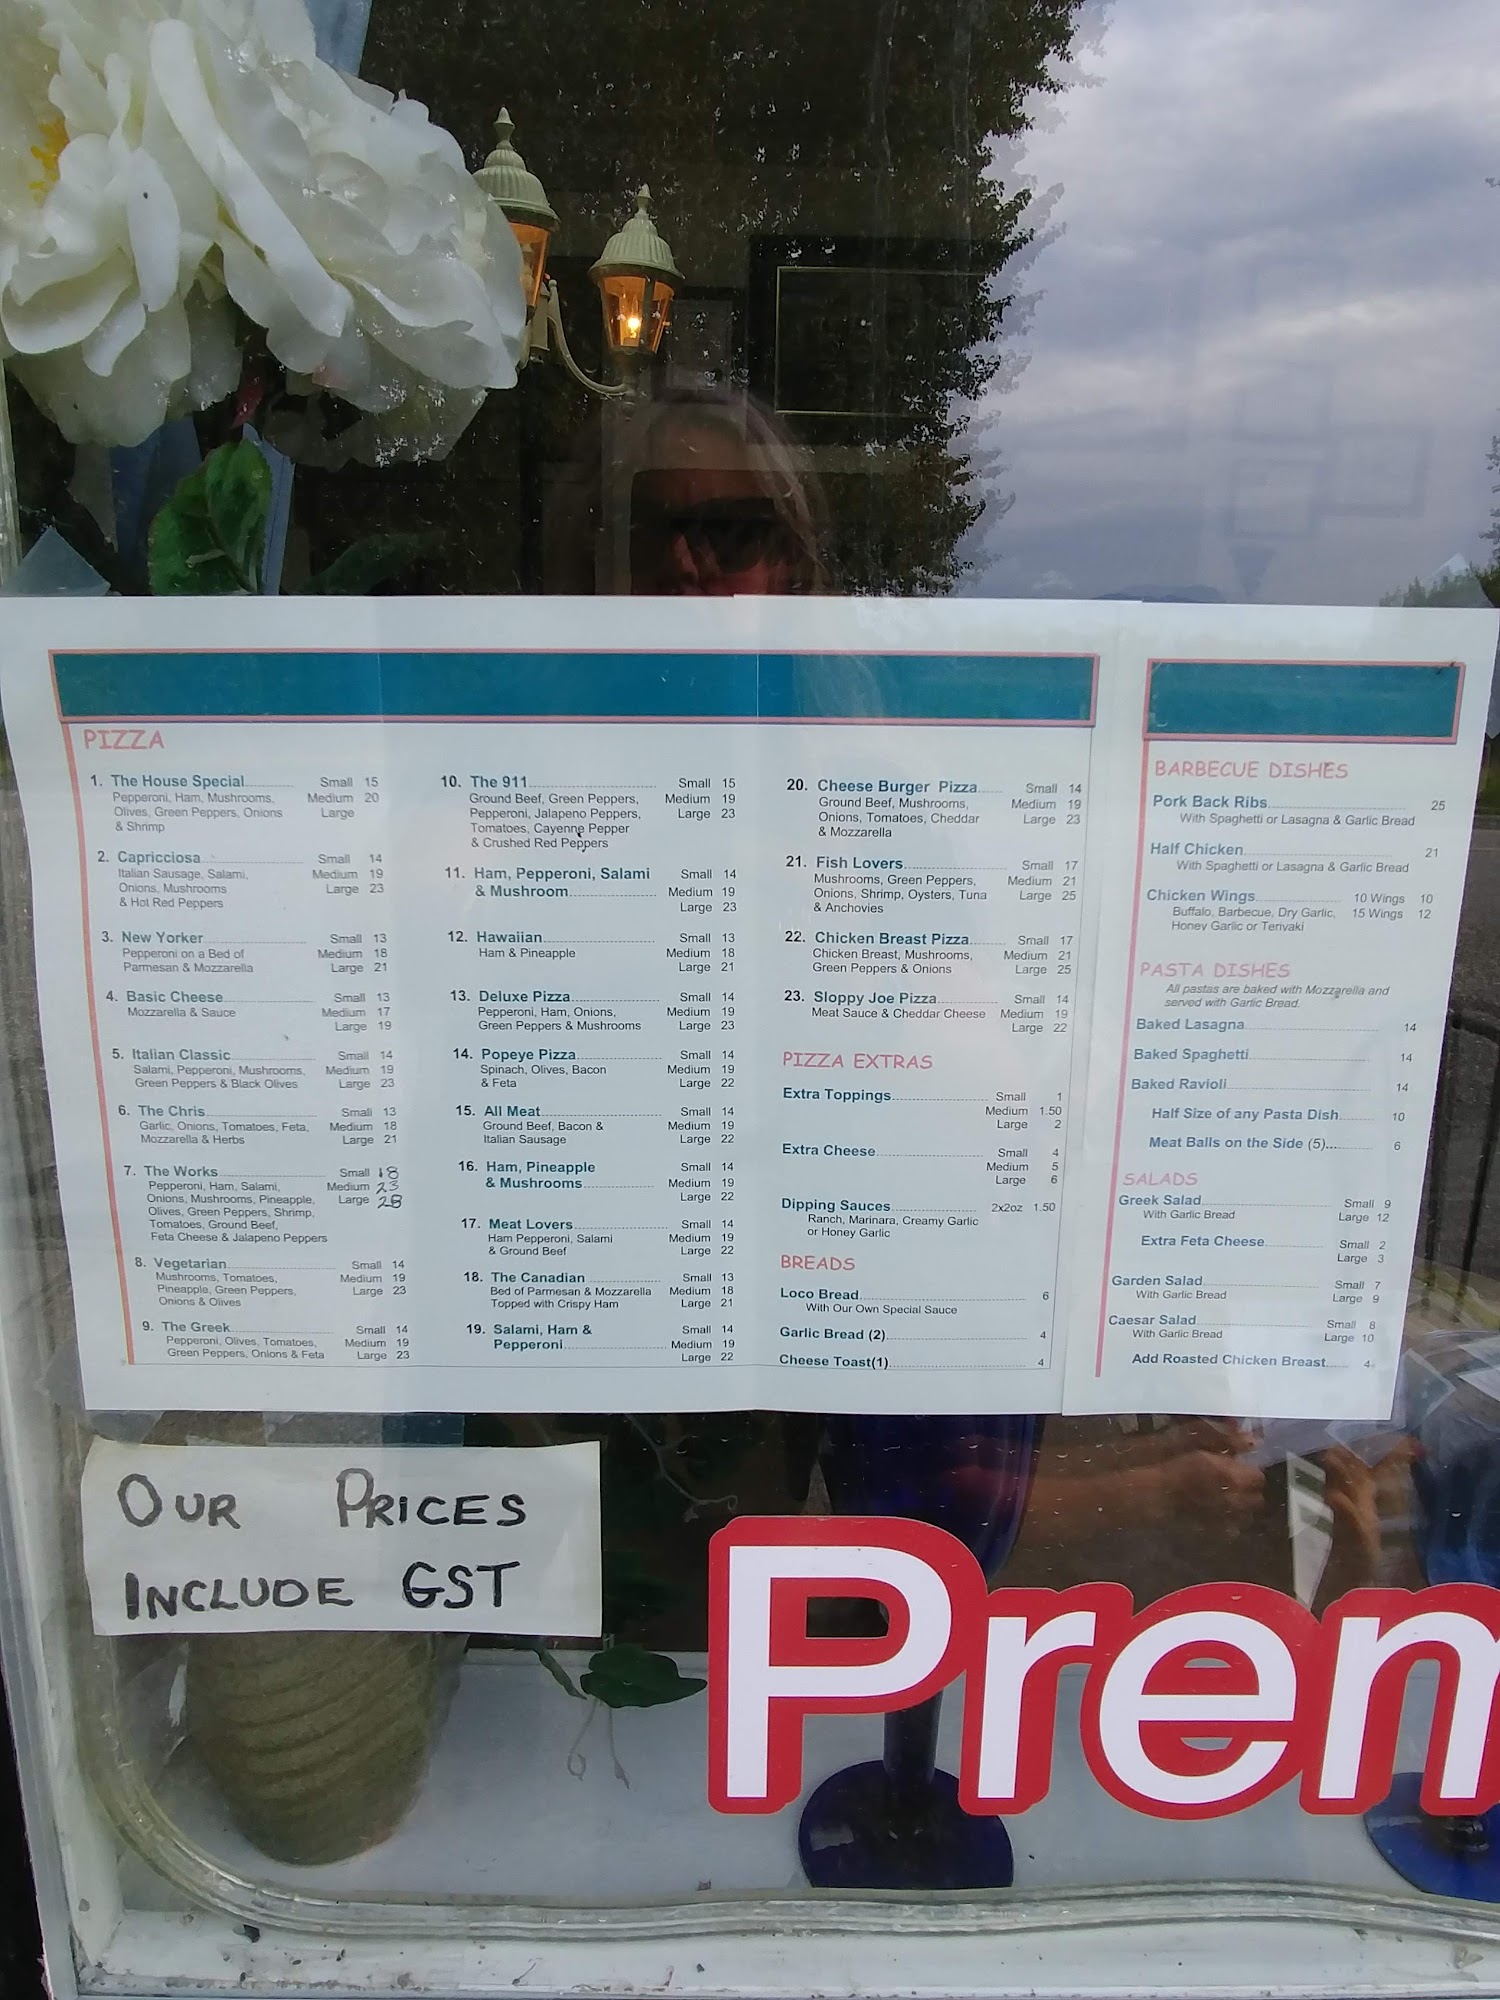 PIZZA
1. The House Special Small 15
Pepperoni, Ham, Mushrooms, Medium 20
Olives, Green Peppers, Onions Large
& Shrimp
2. Capricciosa Small 14
Italian Sausage, Salami, Medium 19
Onions, Mushrooms Large 23
& Hot Red Peppers
3. New Yorker Small 13
Pepperoni on a Bed of Medium 18
Parmesan & Mozzarella Large 21
4. Basic Cheese Small 13
Mozzarella & Sauce Medium 17
Large 19
5. Italian Classic Small 14
Salami, Pepperoni, Mushrooms, Medium 19
Green Peppers & Black Olives Large 23
6. The Chris Small 13
Garlic, Onions, Tomatoes, Feta, Medium 18
Mozzarella & Herbs Large 21
7. The Works Small 18
Pepperoni, Ham, Salami, Medium 23
Onions, Mushrooms, Pineapple, Large 28
Olives, Green Peppers, Shrimp,
Tomatoes, Ground Beef,
Feta Cheese & Jalapeno Peppers
8. Vegetarian Small 14
Mushrooms, Tomatoes, Medium 19
Pineapple, Green Peppers, Large 23
Onions & Olives
9. The Greek Small 14
Pepperoni, Olives, Tomatoes, Medium 19
Green Peppers, Onions & Feta Large 23
10. The 911 Small 15
Ground Beef, Green Peppers, Medium 19
Pepperoni, Jalapeno Peppers, Large 23
Tomatoes, Cayenne Pepper
& Crushed Red Peppers
11. Ham, Pepperoni, Salami Small 14
& Mushroom Medium 19
Large 23
12. Hawaiian Small 13
Ham & Pineapple Medium 18
Large 21
13. Deluxe Pizza Small 14
Pepperoni, Ham, Onions, Medium 19
Green Peppers & Mushrooms Large 23
14. Popeye Pizza Small 14
Spinach, Olives, Bacon Medium 19
& Feta Large 22
15. All Meat Small 14
Ground Beef, Bacon & Medium 19
Italian Sausage Large 22
16. Ham, Pineapple Small 14
& Mushrooms Medium 19
Large 22
17. Meat Lovers Small 14
Ham Pepperoni, Salami Medium 19
& Ground Beef Large 22
18. The Canadian Small 13
Bed of Parmesan & Mozzarella Medium 18
Topped with Crispy Ham Large 21
19. Salami, Ham & Small 14
Pepperoni Medium 19
Large 22
20. Cheese Burger Pizza Small 14
Ground Beef, Mushrooms, Medium 19
Onions, Tomatoes, Cheddar Large 23
& Mozzarella
21. Fish Lovers Small 17
Mushrooms, Green Peppers, Medium 21
Onions, Shrimp, Oysters, Tuna Large 25
& Anchovies
22. Chicken Breast Pizza Small 17
Chicken Breast, Mushrooms, Medium 21
Green Peppers & Onions Large 25
23. Sloppy Joe Pizza Small 14
Meat Sauce & Cheddar Cheese Medium 19
Large 22
PIZZA EXTRAS
Extra Toppings Small 1
Medium 1.50
Large 2
Extra Cheese Small 4
Medium 5
Large 6
Dipping Sauces 2x2oz 1.50
Ranch, Marinara, Creamy Garlic
or Honey Garlic
BREADS
Loco Bread 6
With Our Own Special Sauce
Garlic Bread (2) 4
Cheese Toast(1) 4
BARBECUE DISHES
Pork Back Ribs 25
With Spaghetti or Lasagna & Garlic Bread
Half Chicken 21
With Spaghetti or Lasagna & Garlic Bread
Chicken Wings 10 Wings 10
Buffalo, Barbecue, Dry Garlic, 15 Wings 12
Honey Garlic or Teriyaki
PASTA DISHES
All pastas are baked with Mozzarella and
served with Garlic Bread.
Baked Lasagna 14
Baked Spaghetti 14
Baked Ravioli 14
Half Size of any Pasta Dish 10
Meat Balls on the Side (5) 6
SALADS
Greek Salad Small 9
With Garlic Bread Large 12
Extra Feta Cheese Small 2
Large 3
Garden Salad Small 7
With Garlic Bread Large 9
Caesar Salad Small 8
With Garlic Bread Large 10
Add Roasted Chicken Breast 4
OUR PRICES
INCLUDE GST
Prem